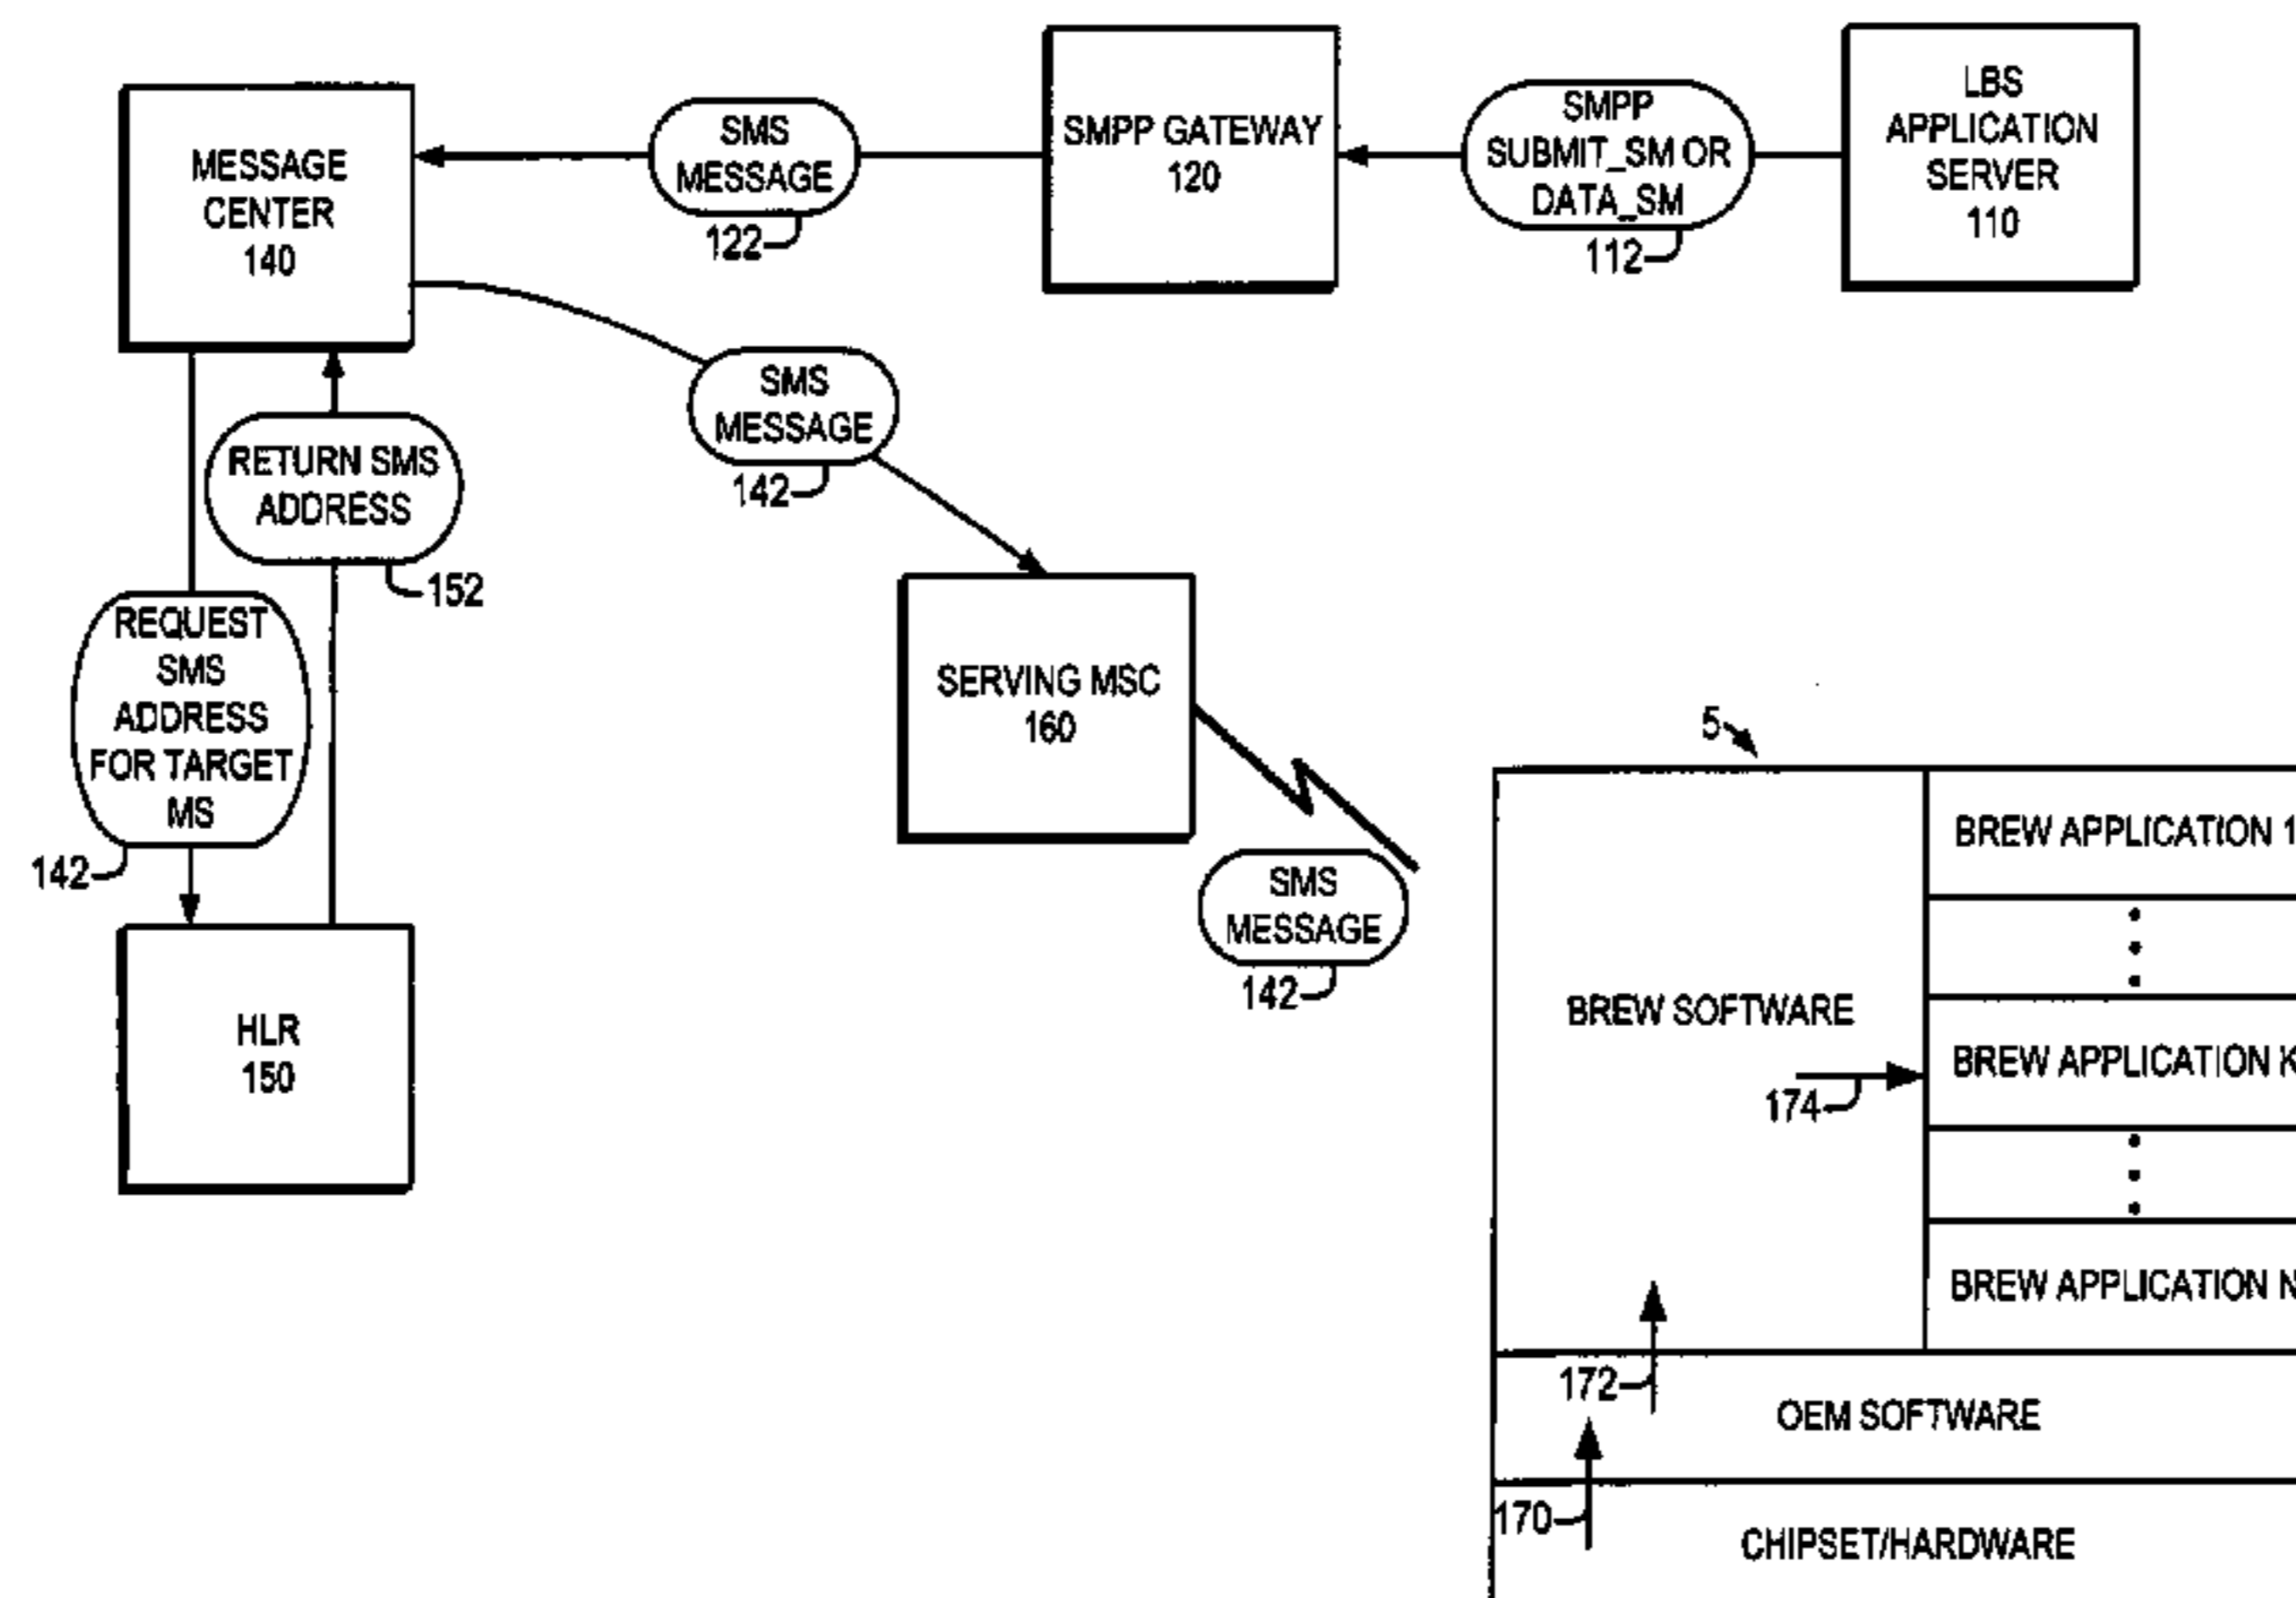 LBS
APPLICATION
SERVER
110
SMPP
SUBMIT_SM OR
DATA_SM
112
SMPP GATEWAY
120
SMS
MESSAGE
122
MESSAGE
CENTER
140
SMS
MESSAGE
142
RETURN SMS
ADDRESS
152
REQUEST
SMS
ADDRESS
FOR TARGET
MS
142
HLR
150
SERVING MSC
160
SMS
MESSAGE
142
5
BREW SOFTWARE
174
BREW APPLICATION 1
BREW APPLICATION K
BREW APPLICATION N
172
OEM SOFTWARE
170
CHIPSET/HARDWARE